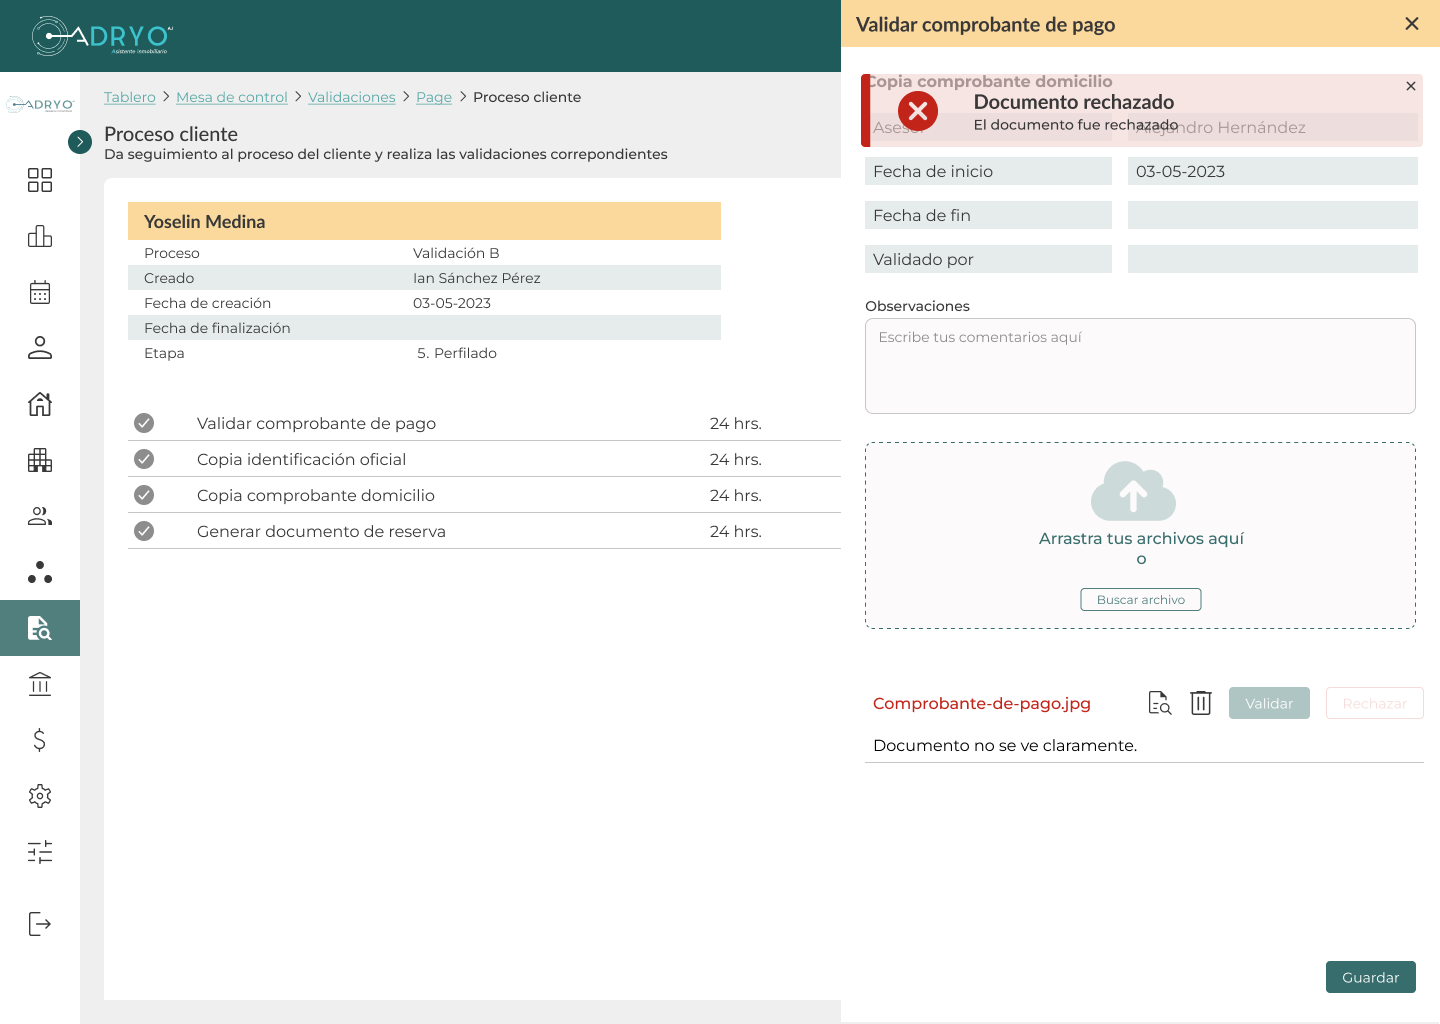 ADRYO AI
Asistente Inmobiliario
ADRYO
Tablero > Mesa de control > Validaciones > Page > Proceso cliente
Proceso cliente
Da seguimiento al proceso del cliente y realiza las validaciones correpondientes
Yoselin Medina
Proceso Validación B
Creado Ian Sánchez Pérez
Fecha de creación 03-05-2023
Fecha de finalización
Etapa 5. Perfilado
Validar comprobante de pago 24 hrs.
Copia identificación oficial 24 hrs.
Copia comprobante domicilio 24 hrs.
Generar documento de reserva 24 hrs.
Validar comprobante de pago
Copia comprobante domicilio
Documento rechazado
El documento fue rechazado
Asesor Alejandro Hernández
Fecha de inicio 03-05-2023
Fecha de fin
Validado por
Observaciones
Escribe tus comentarios aquí
Arrastra tus archivos aquí
o
Buscar archivo
Comprobante-de-pago.jpg Validar Rechazar
Documento no se ve claramente.
Guardar